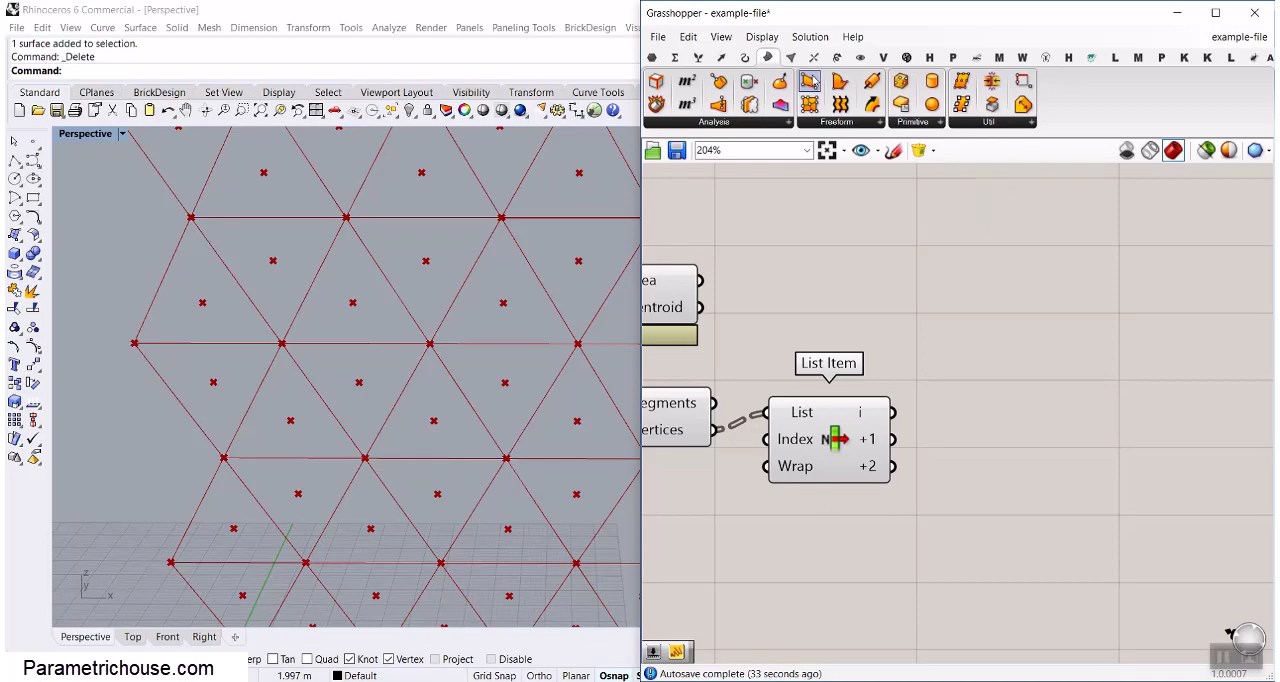 Rhinoceros 6 Commercial - [Perspective]
File Edit View Curve Surface Solid Mesh Dimension Transform Tools Analyze Render Panels Paneling Tools BrickDesign
1 surface added to selection.
Command: _Delete
Command:
Standard CPlanes BrickDesign Set View Display Select Viewport Layout Visibility Transform Curve Tools
Perspective
z
y
x
Perspective Top Front Right
Tan Quad Knot Vertex Project Disable
Parametrichouse.com
1.997 m Default Grid Snap Ortho Planar Osnap
Grasshopper - example-file*
File Edit View Display Solution Help example-file
V H P M W H L M P K K L A
m²
m³
Analysis Freeform Primitive Util
204%
ea
entroid
List Item
egments
ertices
List i
Index N +1
Wrap +2
Autosave complete (33 seconds ago)
1.0.0007